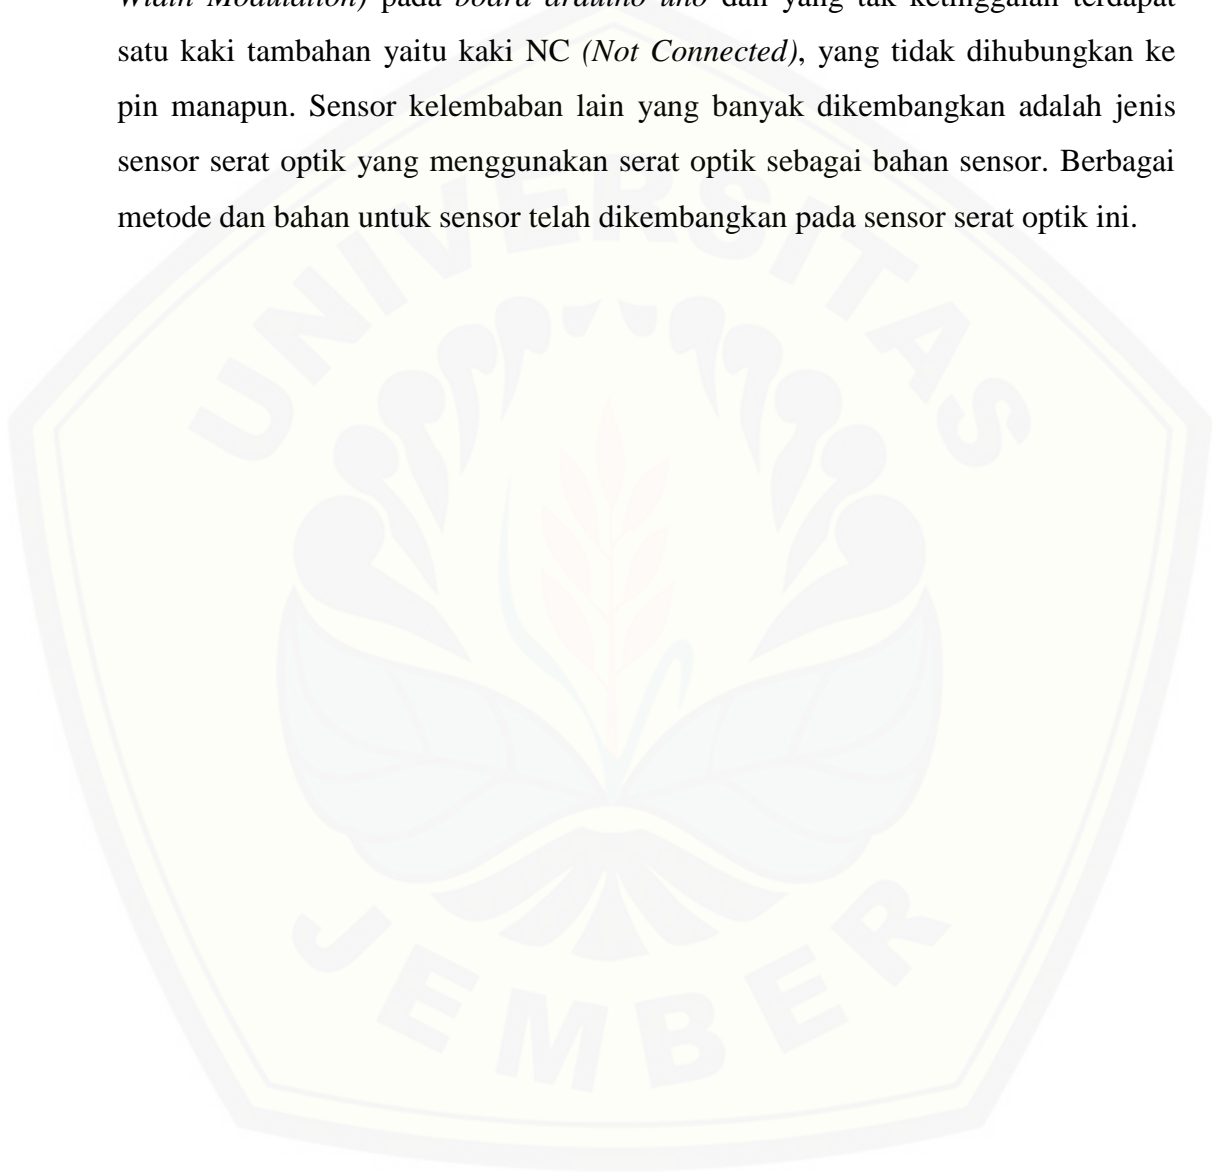 Width Modulation) pada board arduino uno dan yang tak ketinggalan terdapat
satu kaki tambahan yaitu kaki NC (Not Connected), yang tidak dihubungkan ke
pin manapun. Sensor kelembaban lain yang banyak dikembangkan adalah jenis
sensor serat optik yang menggunakan serat optik sebagai bahan sensor. Berbagai
metode dan bahan untuk sensor telah dikembangkan pada sensor serat optik ini.
UNIVERSITAS
JEMBER